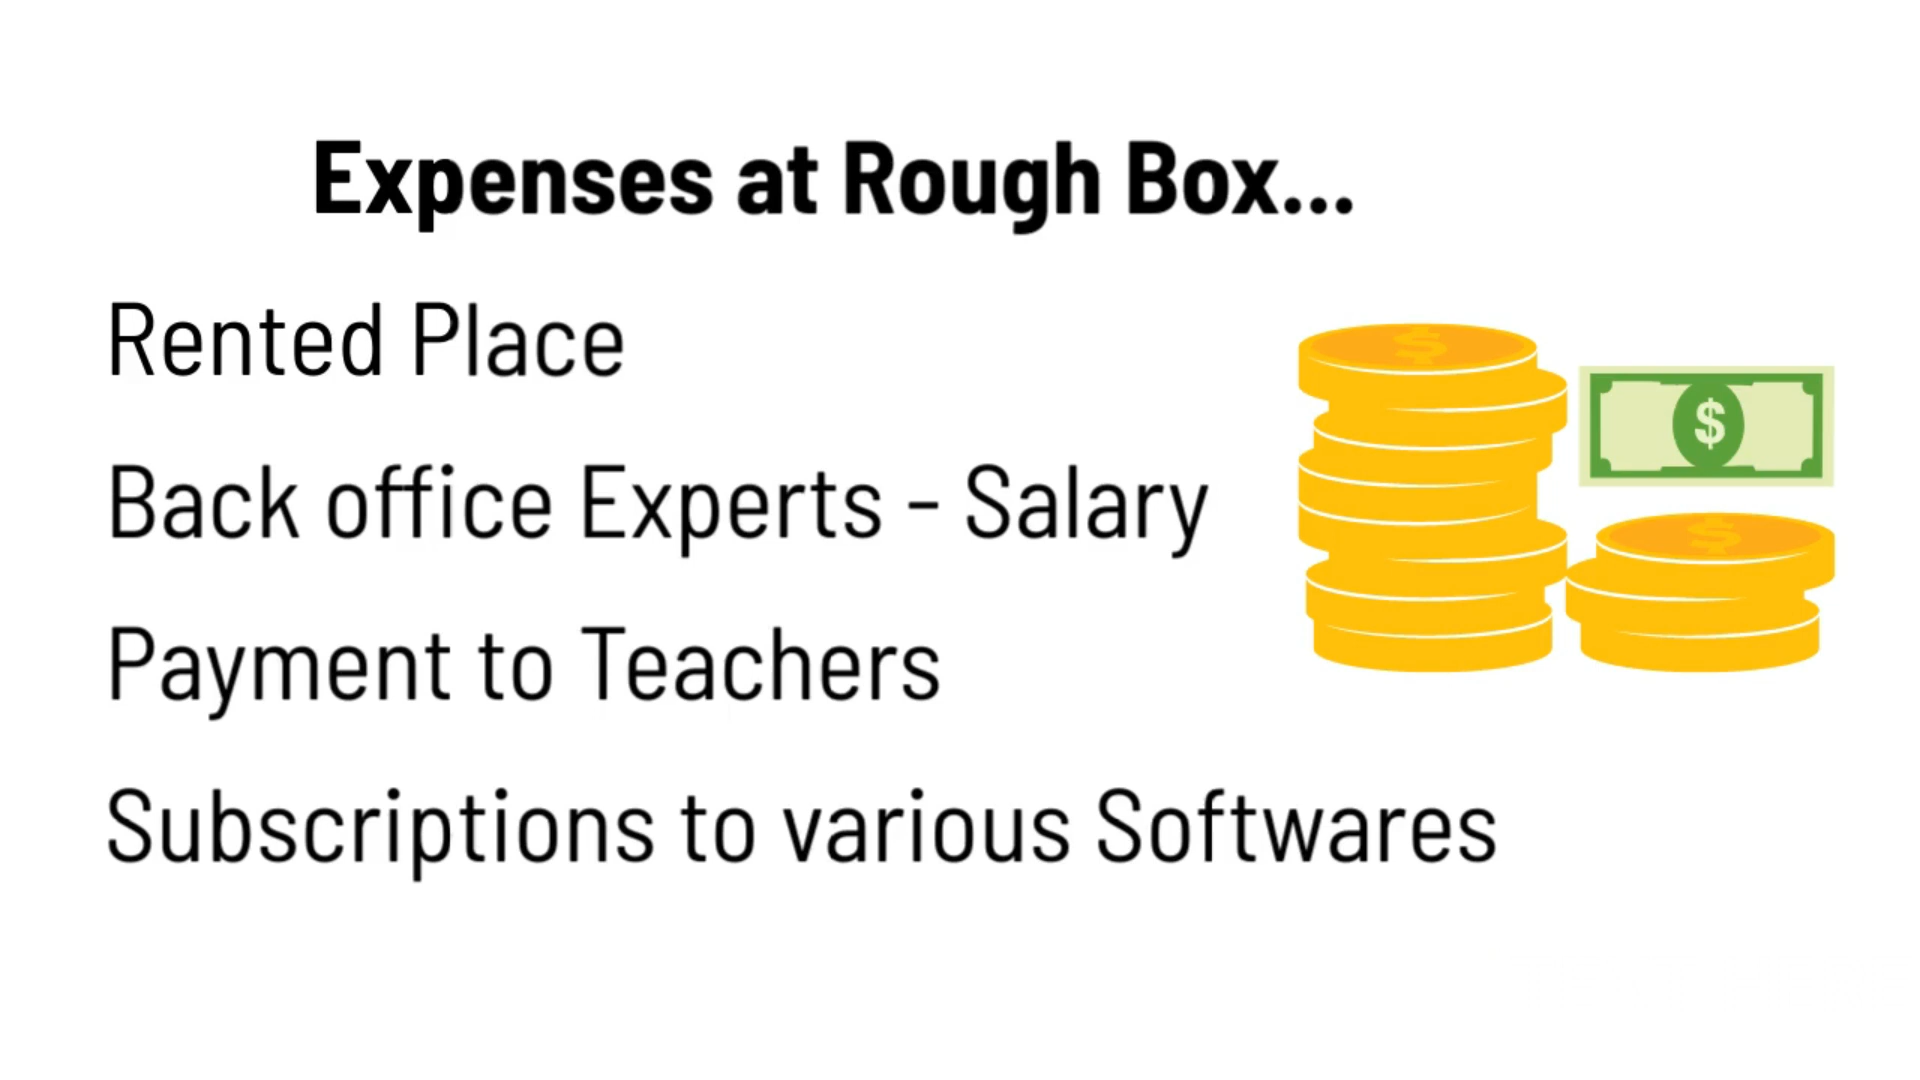 Expenses at Rough Box...
Rented Place
Back office Experts - Salary
Payment to Teachers
Subscriptions to various Softwares
$
$
$